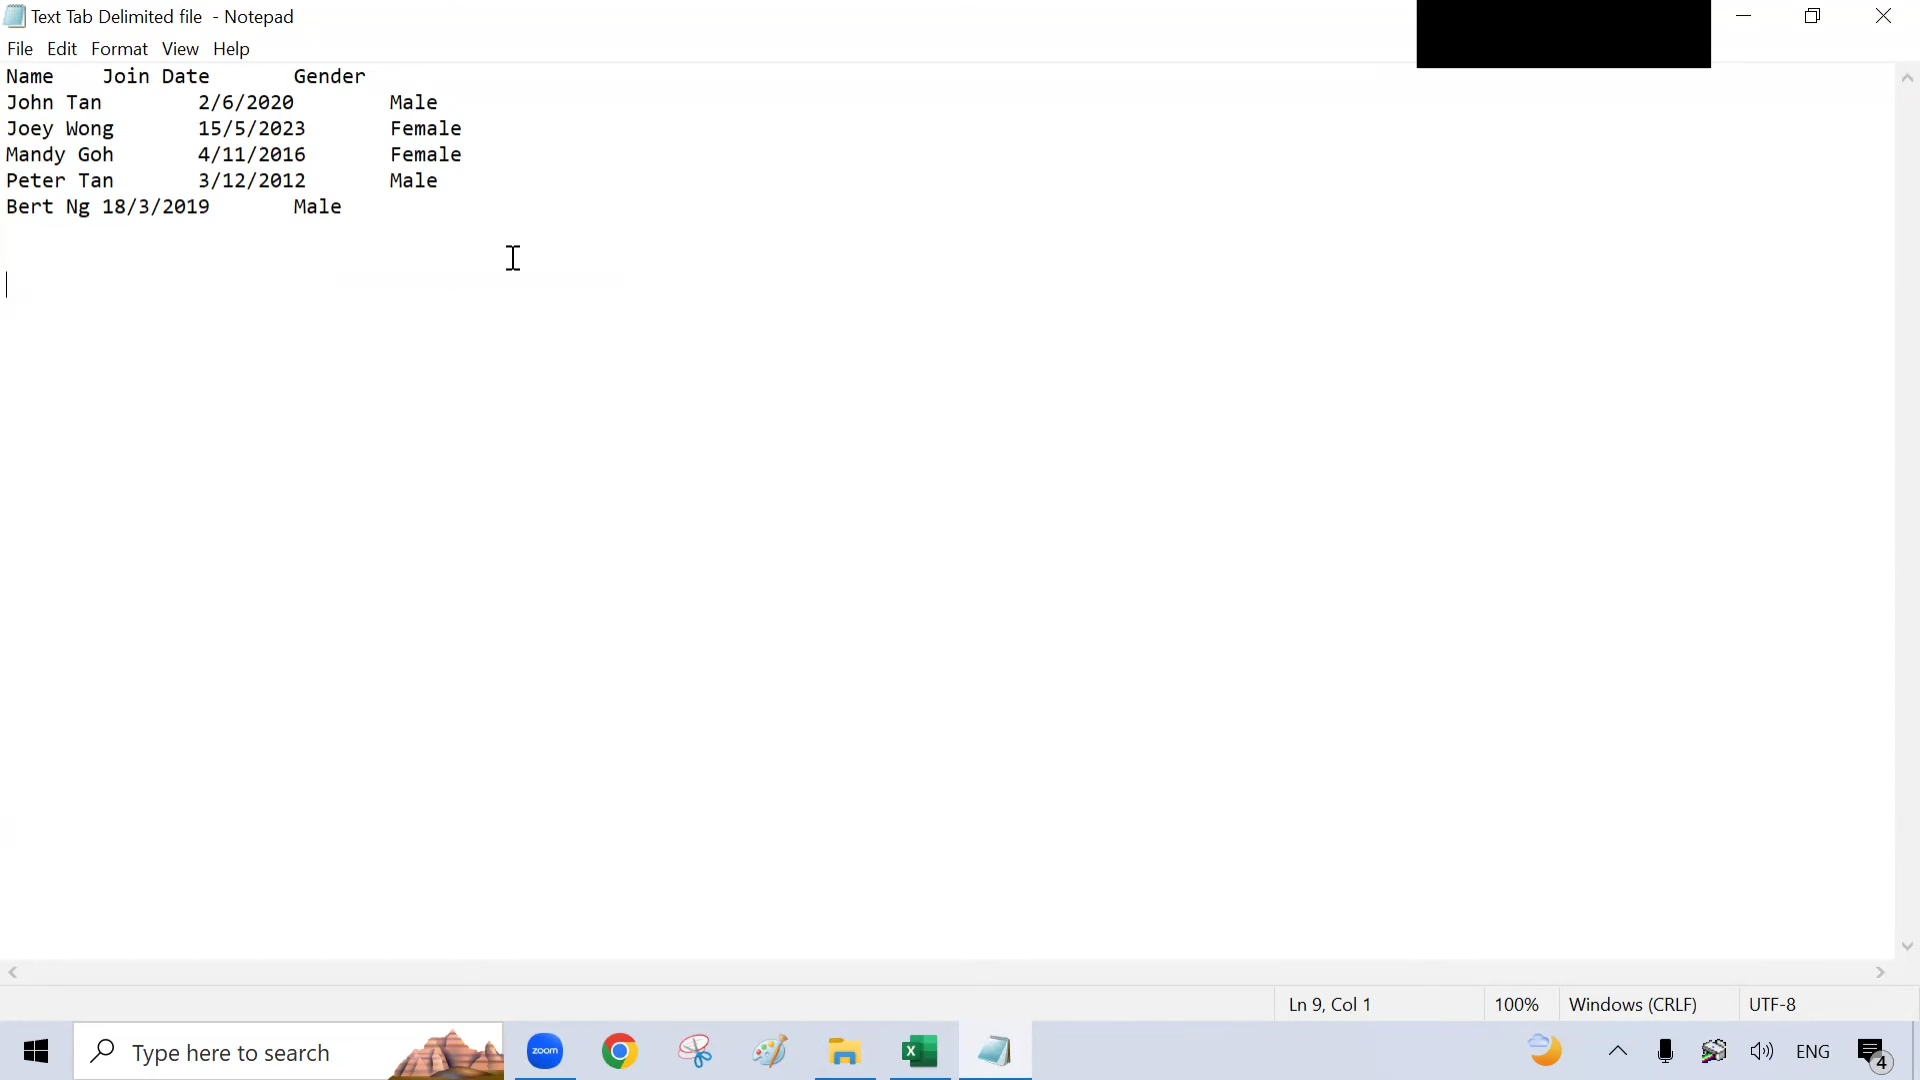 Text Tab Delimited file - Notepad
File Edit Format View Help
Name Join Date Gender
John Tan 2/6/2020 Male
Joey Wong 15/5/2023 Female
Mandy Goh 4/11/2016 Female
Peter Tan 3/12/2012 Male
Bert Ng 18/3/2019 Male
Ln 9, Col 1 100% Windows (CRLF) UTF-8
Type here to search zoom ENG 4